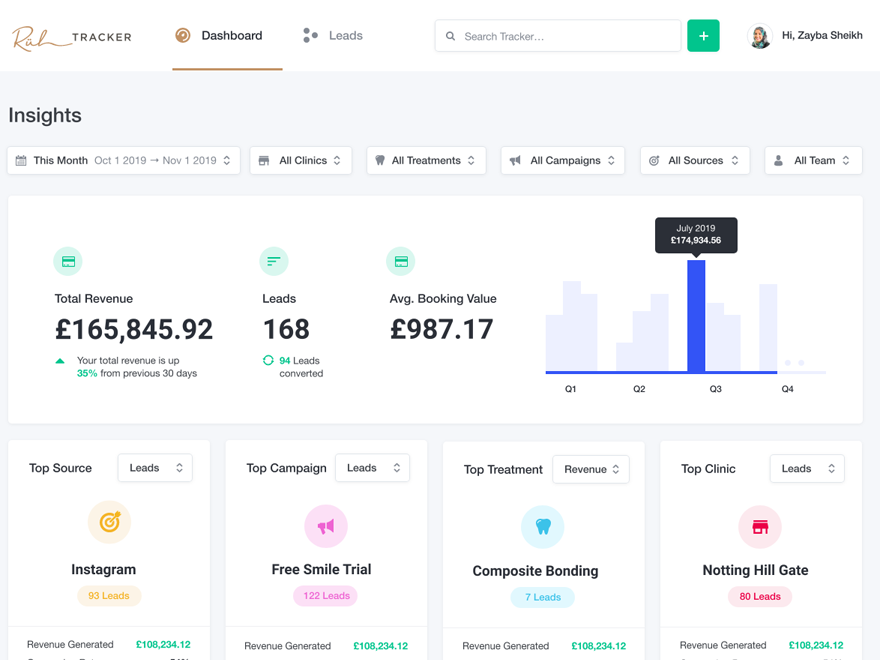 Rüh TRACKER
Dashboard
Leads
Search Tracker...
+
Hi, Zayba Sheikh
Insights
This Month Oct 1 2019 → Nov 1 2019
All Clinics
All Treatments
All Campaigns
All Sources
All Team
July 2019
£174,934.56
Total Revenue
Leads
Avg. Booking Value
£165,845.92
168
£987.17
Your total revenue is up
35% from previous 30 days
94 Leads
converted
Q1
Q2
Q3
Q4
Top Source
Leads
Top Campaign
Leads
Top Treatment
Revenue
Top Clinic
Leads
Instagram
Free Smile Trial
Composite Bonding
Notting Hill Gate
93 Leads
122 Leads
7 Leads
80 Leads
Revenue Generated £108,234.12
Revenue Generated £108,234.12
Revenue Generated £108,234.12
Revenue Generated £108,234.12